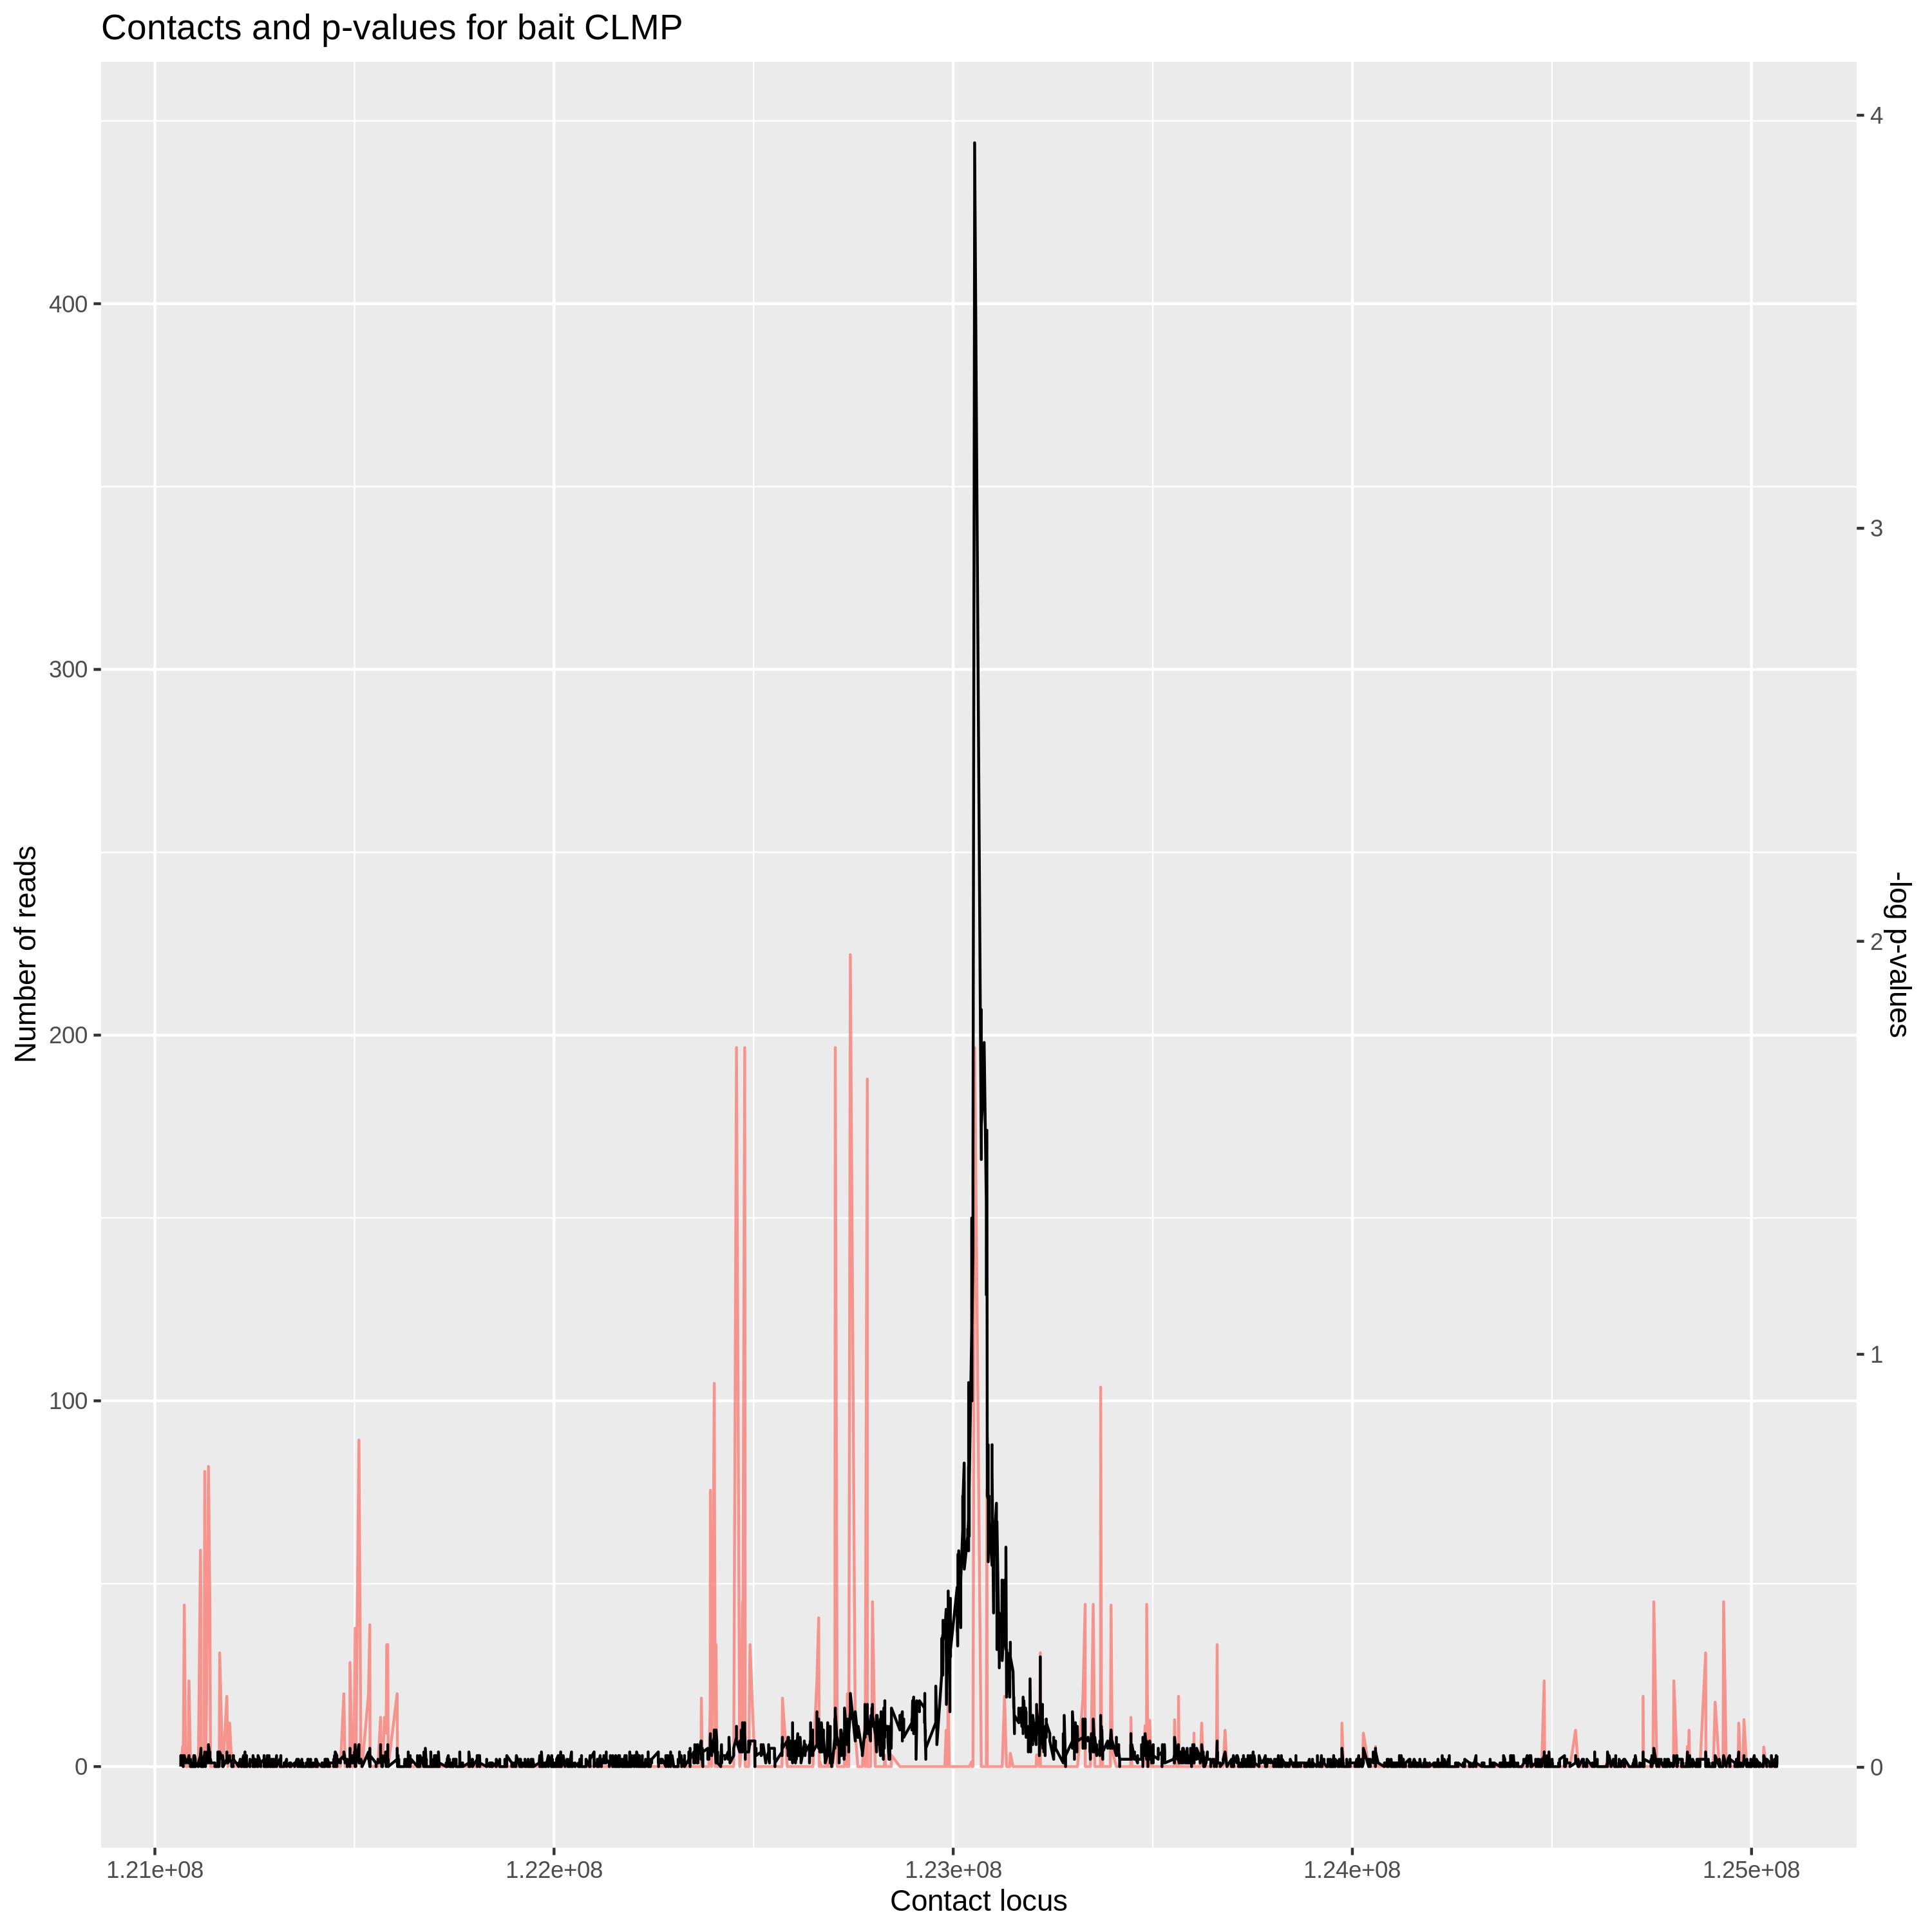 Contacts and p-values for bait CLMP
Number of reads
400
300
200
100
0
4
3
2
1
0
-log p-values
1.21e+08
1.22e+08
1.23e+08
1.24e+08
1.25e+08
Contact locus